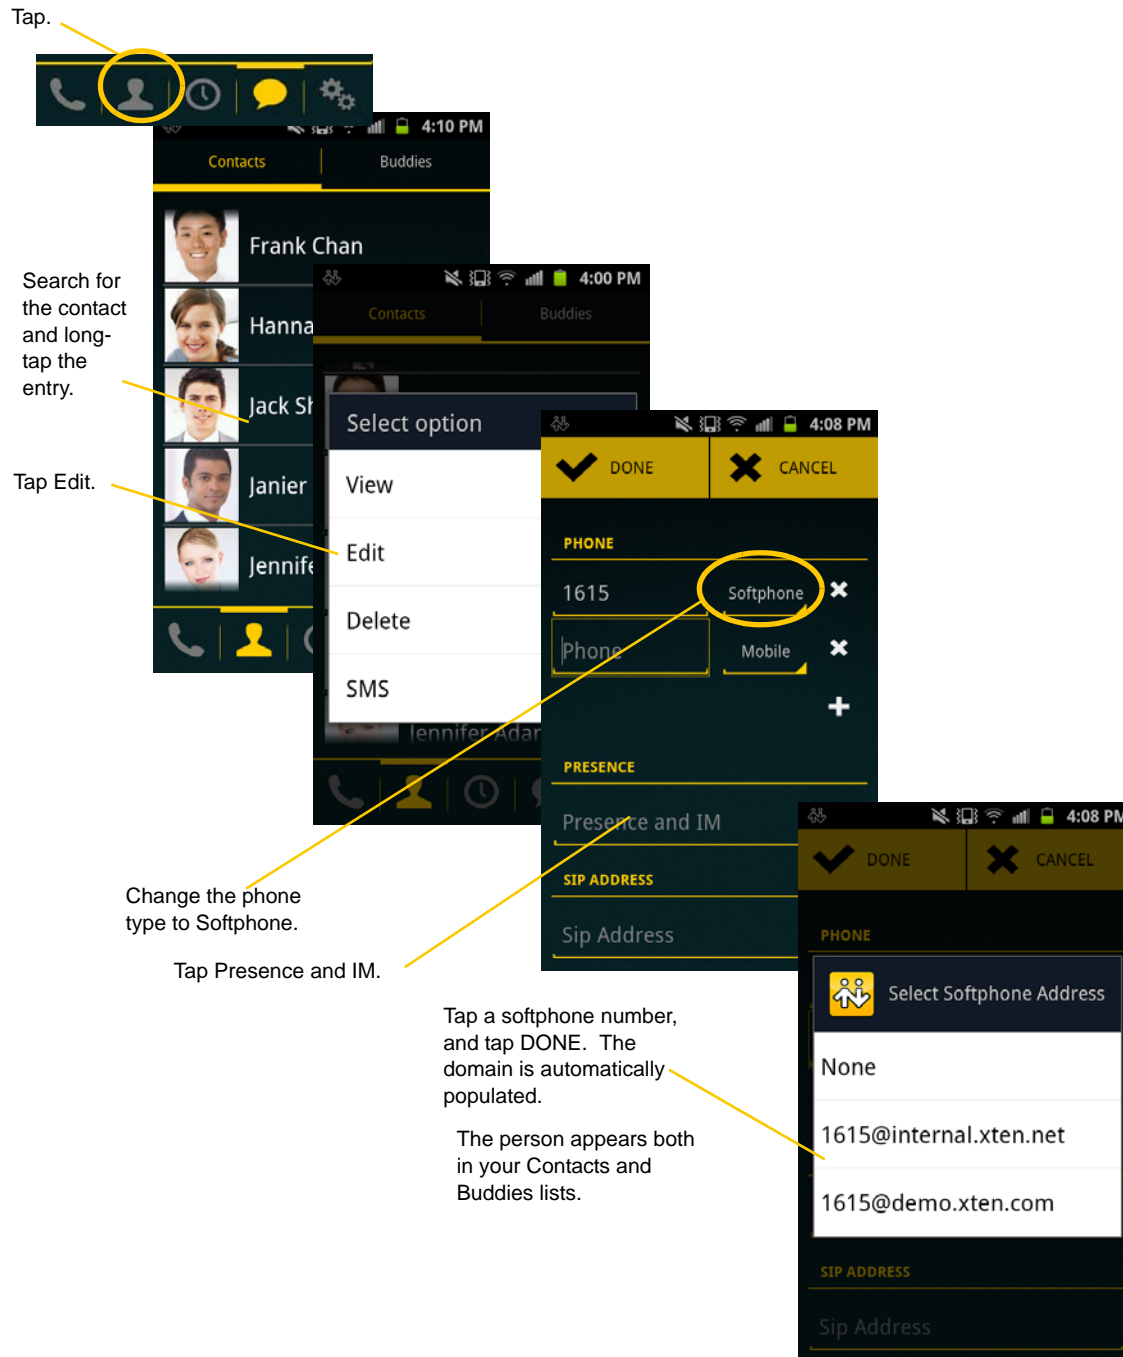 Tap.
4:10 PM
Contacts
Buddies
Frank Chan
Search for
the contact
and long-
tap the
entry.
Hanna
Jack Sh
Janier
Jennife
Tap Edit.
4:00 PM
Contacts
Buddies
Select option
View
Edit
Delete
SMS
Jennifer Adam
4:08 PM
DONE
CANCEL
PHONE
1615
Softphone
Phone
Mobile
PRESENCE
Presence and IM
SIP ADDRESS
Sip Address
Change the phone
type to Softphone.
Tap Presence and IM.
Tap a softphone number,
and tap DONE. The
domain is automatically
populated.
The person appears both
in your Contacts and
Buddies lists.
4:08 PM
DONE
CANCEL
PHONE
Select Softphone Address
None
1615@internal.xten.net
1615@demo.xten.com
SIP ADDRESS
Sip Address